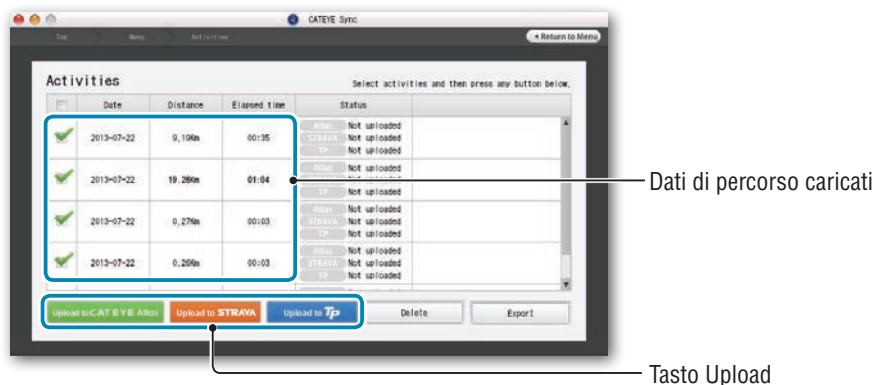 CATEYE Sync
Top Menu Activities
Return to Menu
Activities
Select activities and then press any button below.
Date Distance Elapsed time Status
Atlas Not uploaded
2013-07-22 9,19Km 00:35 STRAVA Not uploaded
TP Not uploaded
Atlas Not uploaded
2013-07-22 19.26Km 01:04
TP Not uploaded
Atlas Not uploaded
2013-07-22 0,27Km 00:03 STRAVA Not uploaded
TP Not uploaded
Atlas Not uploaded
2013-07-22 0,26Km 00:03 STRAVA Not uploaded
TP Not uploaded
Upload to CATEYE Atlas Upload to STRAVA Upload to Tp Delete Export
Dati di percorso caricati
Tasto Upload